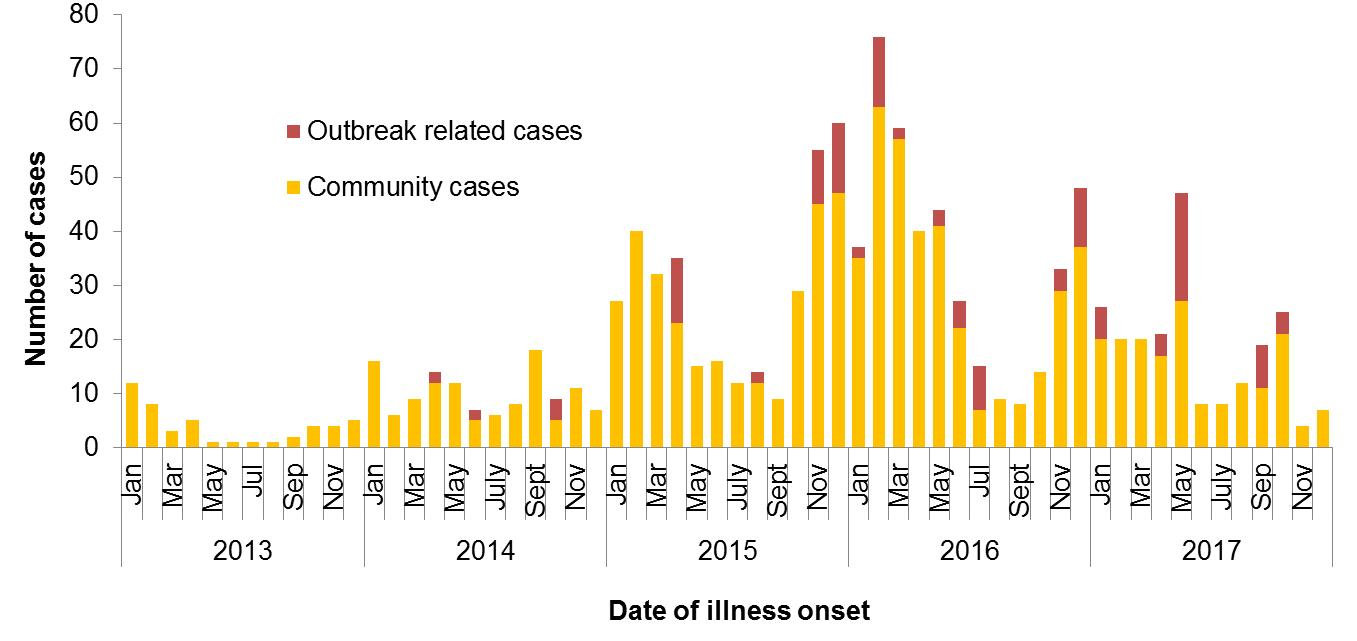 Number of cases
80
70
60
50
40
30
20
10
0
Outbreak related cases
Community cases
Jan Mar May Jul Sep Nov Jan Mar May July Sept Nov Jan Mar May July Sept Nov Jan Mar May Jul Sept Nov Jan Mar May July Sep Nov
2013 2014 2015 2016 2017
Date of illness onset